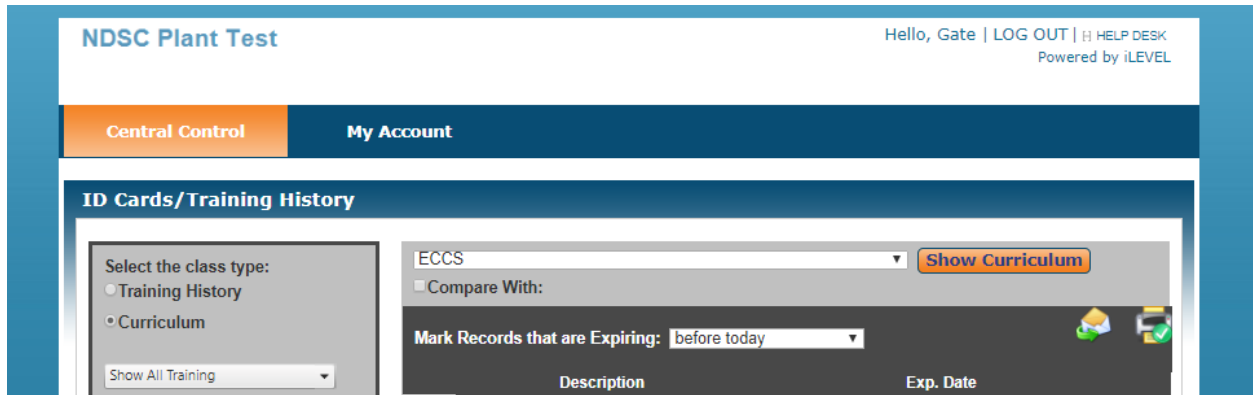 NDSC Plant Test
Hello, Gate | LOG OUT | [-] HELP DESK
Powered by iLEVEL
Central Control
My Account
ID Cards/Training History
Select the class type:
Training History
Curriculum
Show All Training
ECCS
Show Curriculum
Compare With:
Mark Records that are Expiring: before today
Description
Exp. Date